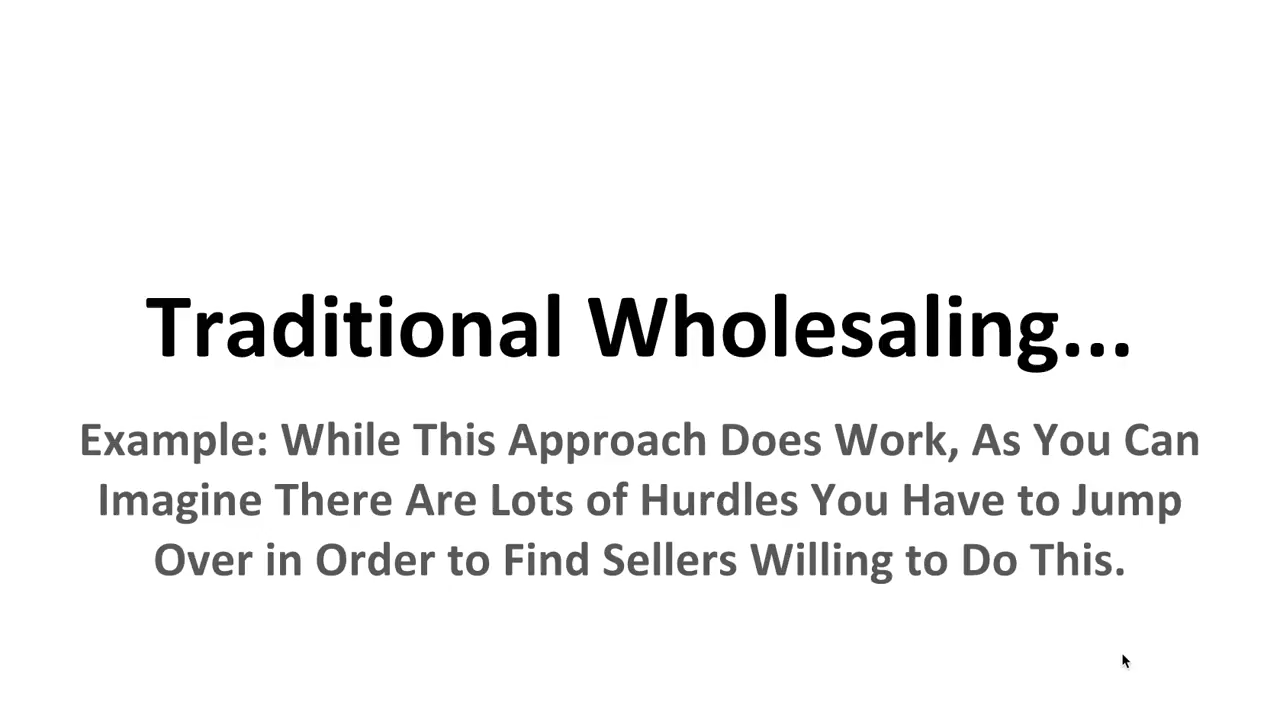 Traditional Wholesaling...
Example: While This Approach Does Work, As You Can
Imagine There Are Lots of Hurdles You Have to Jump
Over in Order to Find Sellers Willing to Do This.